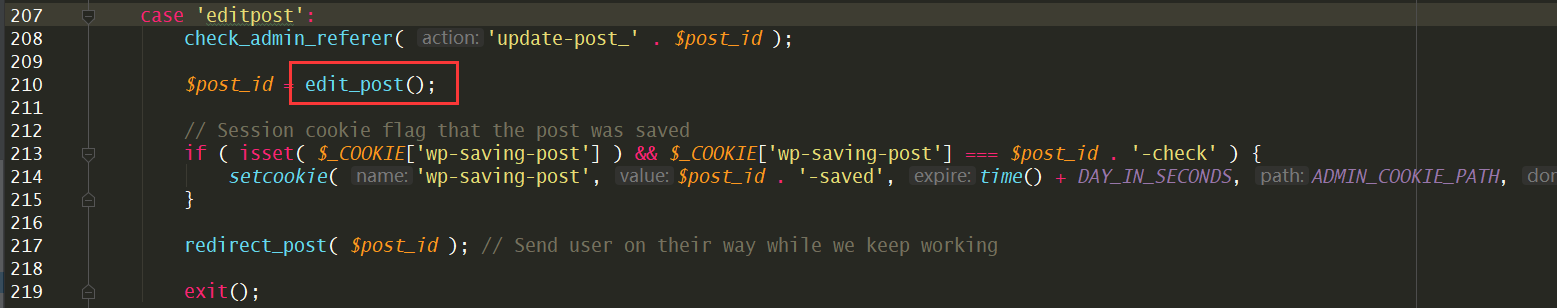 207 case 'editpost':
208 check_admin_referer( action: 'update-post_' . $post_id );
209
210 $post_id = edit_post();
211
212 // Session cookie flag that the post was saved
213 if ( isset( $_COOKIE['wp-saving-post'] ) && $_COOKIE['wp-saving-post'] === $post_id . '-check' ) {
214 setcookie( name: 'wp-saving-post', value: $post_id . '-saved', expire: time() + DAY_IN_SECONDS, path: ADMIN_COOKIE_PATH,
215 }
216
217 redirect_post( $post_id ); // Send user on their way while we keep working
218
219 exit();